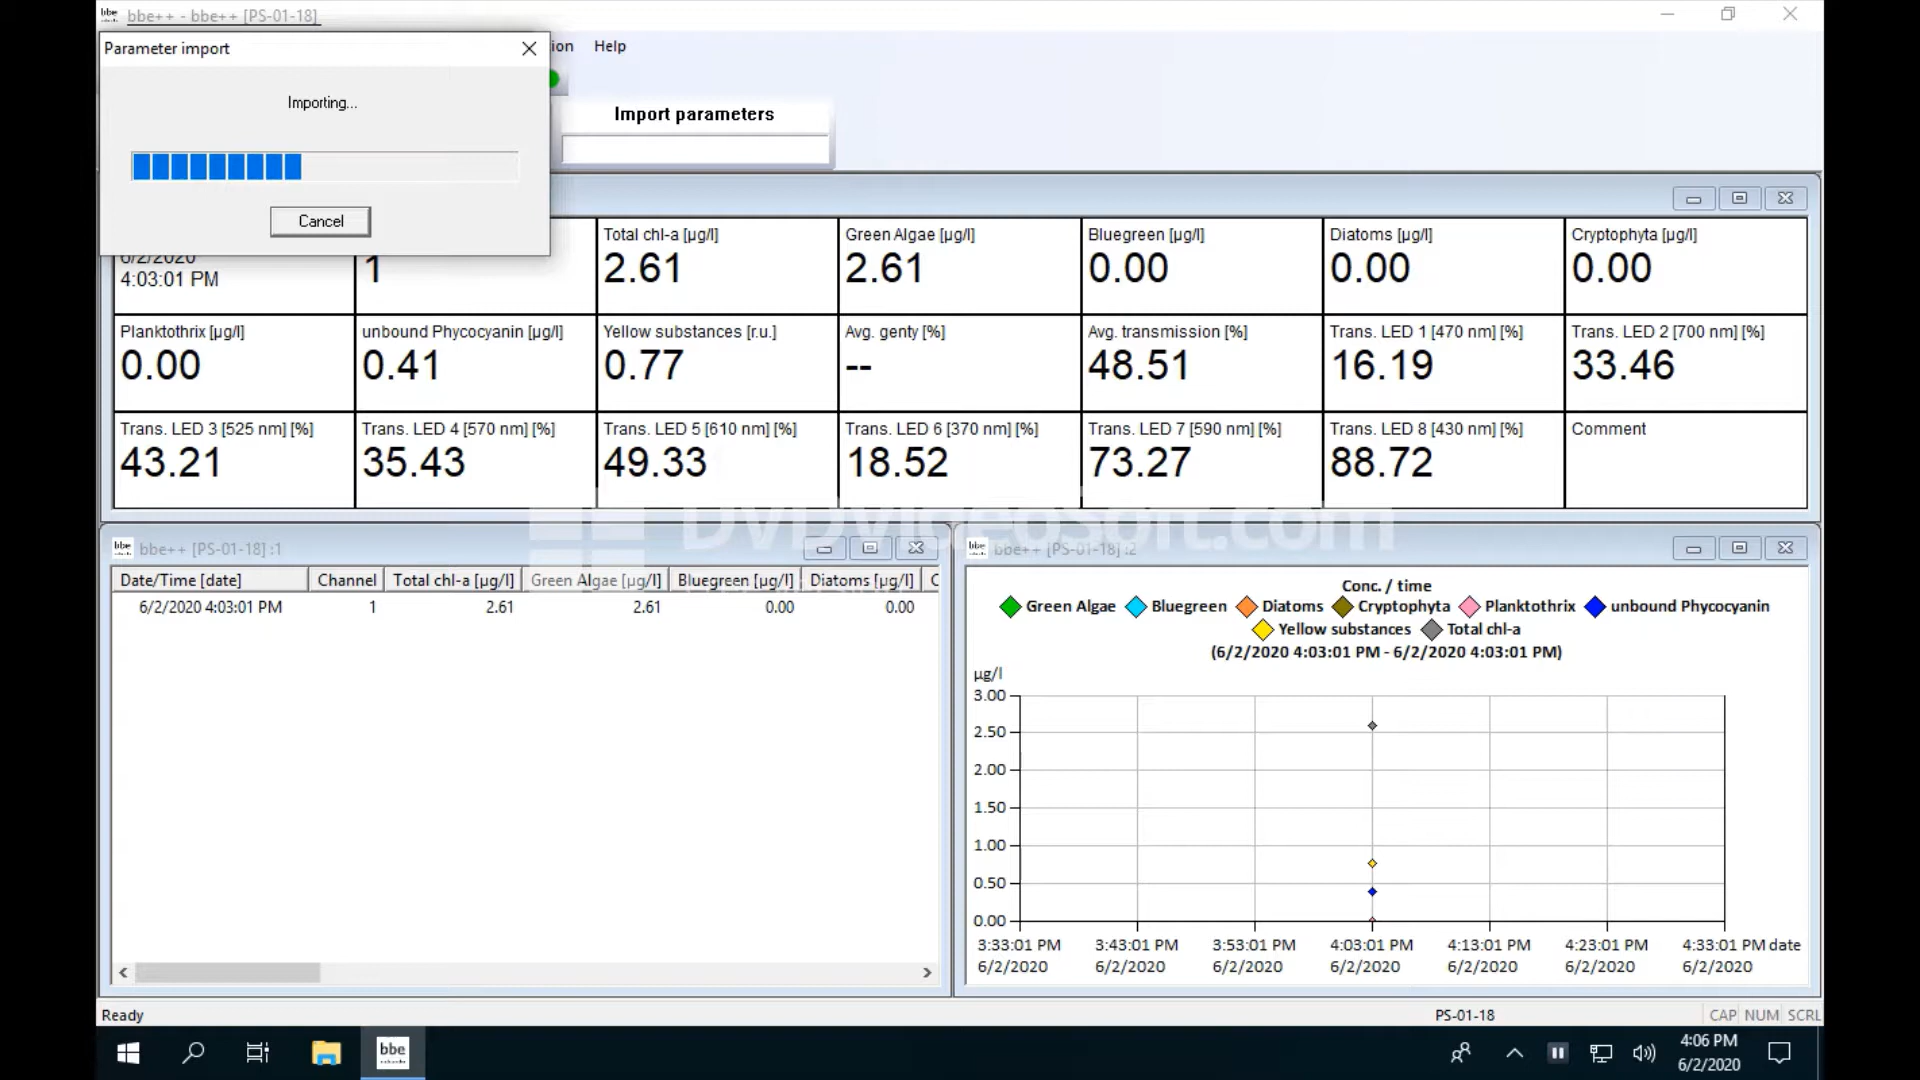 bbe++ - bbe++ [PS-01-18]
Parameter import
ion Help
Importing...
Import parameters
Cancel
6/2/2020
4:03:01 PM
1
Total chl-a [µg/l]
2.61
Green Algae [µg/l]
2.61
Bluegreen [µg/l]
0.00
Diatoms [µg/l]
0.00
Cryptophyta [µg/l]
0.00
Planktothrix [µg/l]
0.00
unbound Phycocyanin [µg/l]
0.41
Yellow substances [r.u.]
0.77
Avg. genty [%]
--
Avg. transmission [%]
48.51
Trans. LED 1 [470 nm] [%]
16.19
Trans. LED 2 [700 nm] [%]
33.46
Trans. LED 3 [525 nm] [%]
43.21
Trans. LED 4 [570 nm] [%]
35.43
Trans. LED 5 [610 nm] [%]
49.33
Trans. LED 6 [370 nm] [%]
18.52
Trans. LED 7 [590 nm] [%]
73.27
Trans. LED 8 [430 nm] [%]
88.72
Comment
DVDVideoSoft.com
bbe++ [PS-01-18] :1
Date/Time [date] Channel Total chl-a [µg/l] Green Algae [µg/l] Bluegreen [µg/l] Diatoms [µg/l] C
6/2/2020 4:03:01 PM 1 2.61 2.61 0.00 0.00
bbe++ [PS-01-18] :2
Conc. / time
Green Algae Bluegreen Diatoms Cryptophyta Planktothrix unbound Phycocyanin
Yellow substances Total chl-a
(6/2/2020 4:03:01 PM - 6/2/2020 4:03:01 PM)
µg/l
3.00
2.50
2.00
1.50
1.00
0.50
0.00
3:33:01 PM 3:43:01 PM 3:53:01 PM 4:03:01 PM 4:13:01 PM 4:23:01 PM 4:33:01 PM date
6/2/2020 6/2/2020 6/2/2020 6/2/2020 6/2/2020 6/2/2020 6/2/2020
Ready PS-01-18 CAP NUM SCRL
bbe
4:06 PM
6/2/2020